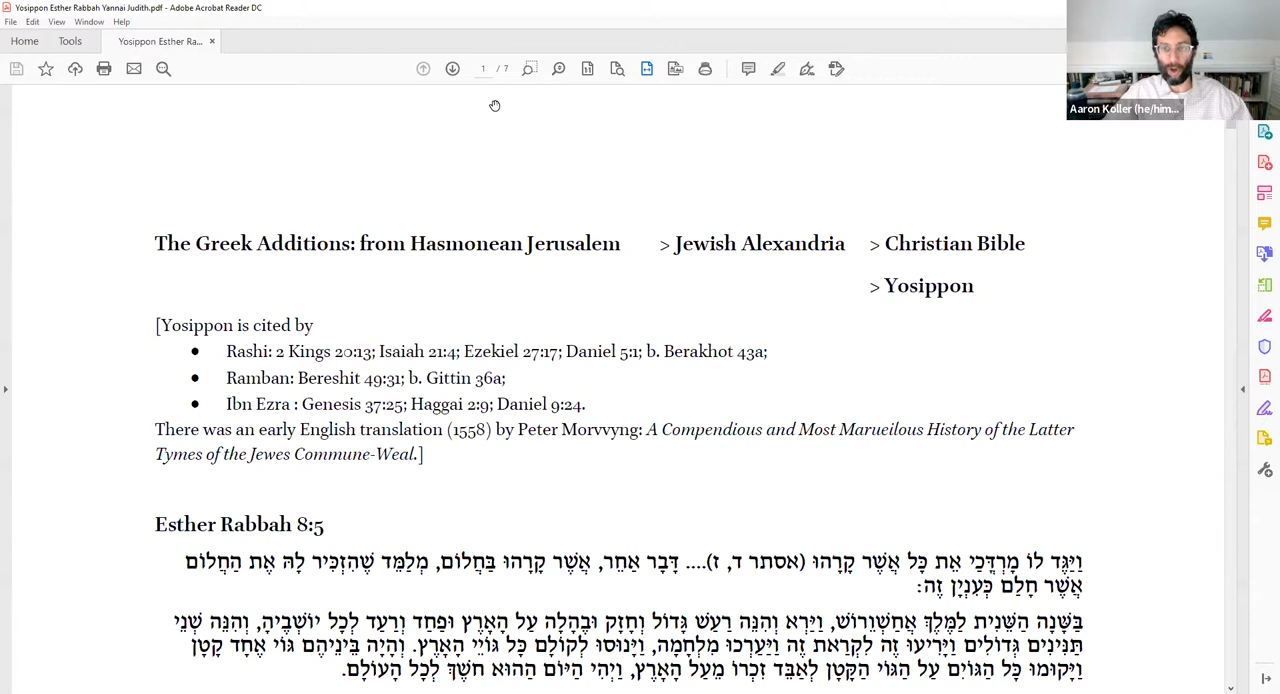 Yosippon Esther Rabbah Yannai Judith.pdf - Adobe Acrobat Reader DC
File Edit View Window Help
Home Tools Yosippon Esther Ra... ×
1 / 7
Aaron Koller (he/him...
The Greek Additions: from Hasmonean Jerusalem > Jewish Alexandria > Christian Bible
> Yosippon
[Yosippon is cited by
• Rashi: 2 Kings 20:13; Isaiah 21:4; Ezekiel 27:17; Daniel 5:1; b. Berakhot 43a;
• Ramban: Bereshit 49:31; b. Gittin 36a;
• Ibn Ezra : Genesis 37:25; Haggai 2:9; Daniel 9:24.
There was an early English translation (1558) by Peter Morvvyng: A Compendious and Most Marueilous History of the Latter
Tymes of the Jewes Commune-Weal.]
Esther Rabbah 8:5
וַיַּגֶּד לוֹ מָרְדֳּכַי אֵת כָּל אֲשֶׁר קָרָהוּ (אסתר ד, ז).... דָּבָר אַחֵר, אֲשֶׁר קָרָהוּ בַּחֲלוֹם, מְלַמֵּד שֶׁהִזְכִּיר לָהּ אֶת הַחֲלוֹם
אֲשֶׁר חָלַם כְּעִנְיָן זֶה:
בַּשָּׁנָה הַשֵּׁנִית לַמֶּלֶךְ אֲחַשְׁוֵרוֹשׁ, וַיַּרְא וְהִנֵּה רַעַשׁ גָּדוֹל וְחָזָק וּבֶהָלָה עַל הָאָרֶץ וּפַחַד וְרַעַד לְכָל יוֹשְׁבֶיהָ, וְהִנֵּה שְׁנֵי
תַּנִּינִים גְּדוֹלִים וַיָּרִיעוּ זֶה לִקְרַאת זֶה וַיַּעַרְכוּ מִלְחָמָה, וַיָּנוּסוּ לְקוֹלָם כָּל גּוֹיֵי הָאָרֶץ. וְהָיָה בֵּינֵיהֶם גּוֹי אֶחָד קָטָן
וַיָּקוּמוּ כָּל הַגּוֹיִם עַל הַגּוֹי הַקָּטָן לְאַבֵּד זִכְרוֹ מֵעַל הָאָרֶץ, וַיְהִי הַיּוֹם הַהוּא חֹשֶׁךְ לְכָל הָעוֹלָם.